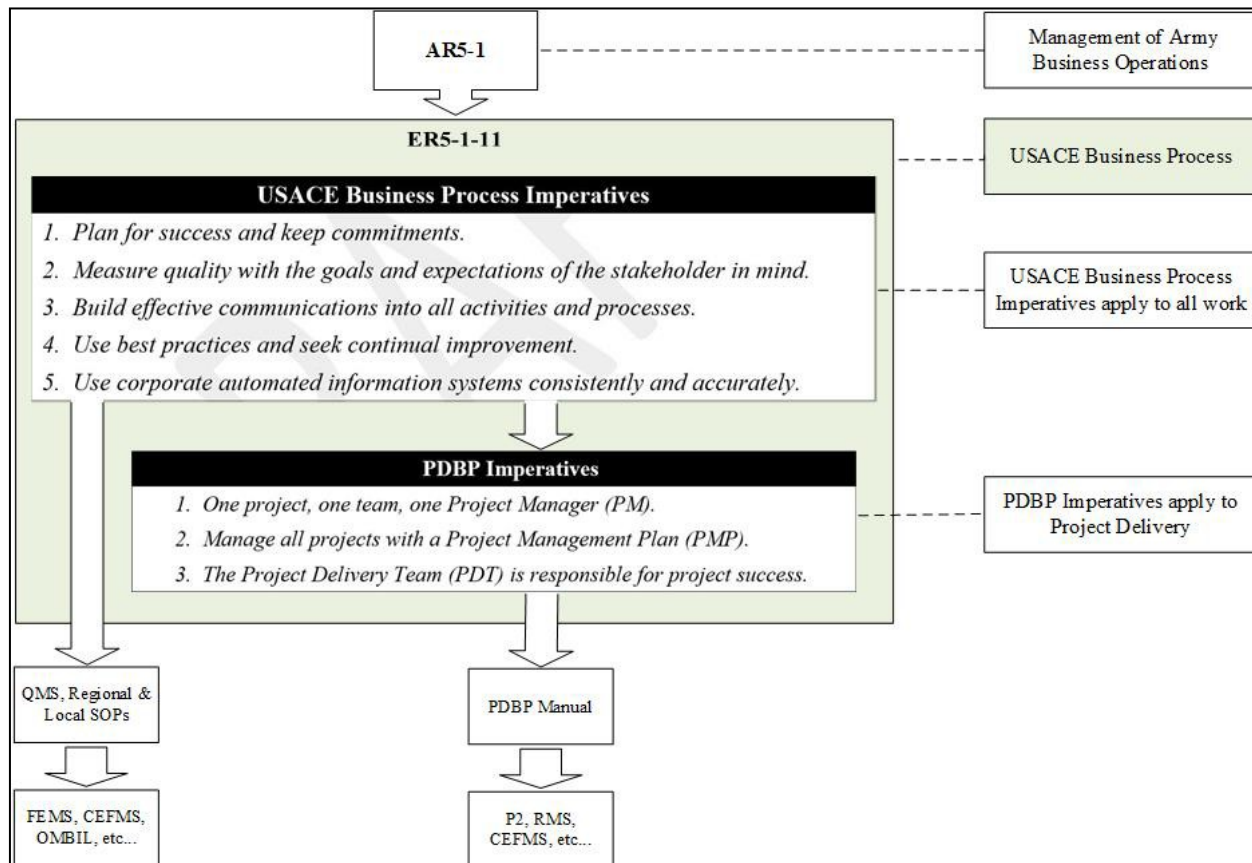 AR5-1
Management of Army
Business Operations
ER5-1-11
USACE Business Process
USACE Business Process Imperatives
1. Plan for success and keep commitments.
2. Measure quality with the goals and expectations of the stakeholder in mind.
3. Build effective communications into all activities and processes.
4. Use best practices and seek continual improvement.
5. Use corporate automated information systems consistently and accurately.
USACE Business Process
Imperatives apply to all work
PDBP Imperatives
1. One project, one team, one Project Manager (PM).
2. Manage all projects with a Project Management Plan (PMP).
3. The Project Delivery Team (PDT) is responsible for project success.
PDBP Imperatives apply to
Project Delivery
QMS, Regional &
Local SOPs
PDBP Manual
FEMS, CEFMS,
OMBIL, etc...
P2, RMS,
CEFMS, etc...